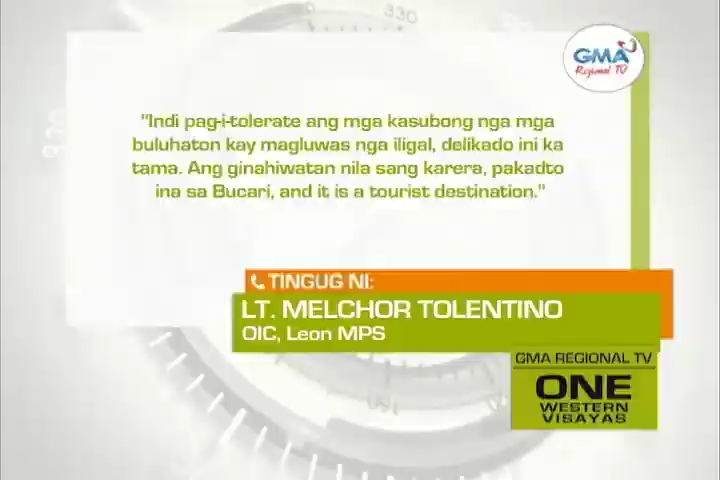 330
GMA
Regional TV
"Indi pag-i-tolerate ang mga kasubong nga mga
buluhaton kay magluwas nga iligal, delikado ini ka
tama. Ang ginahiwatan nila sang karera, pakadto
ina sa Bucari, and it is a tourist destination."
TINGUG NI:
LT. MELCHOR TOLENTINO
OIC, Leon MPS
GMA REGIONAL TV
ONE
WESTERN
VISAYAS